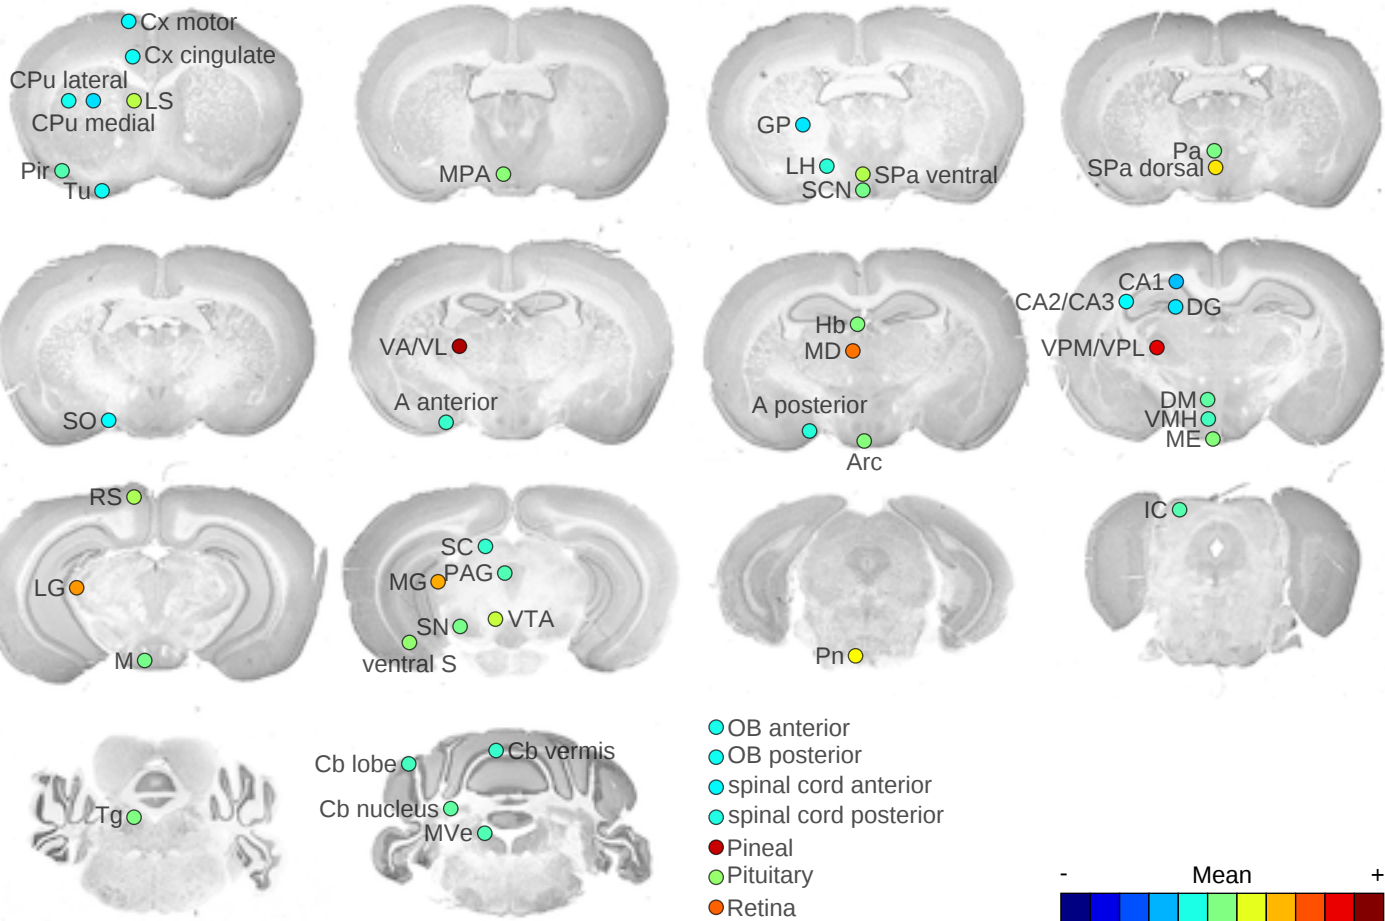 Cx motor
Cx cingulate
CPu lateral
LS
CPu medial
Pir
Tu
MPA
GP
LH
SPa ventral
SCN
Pa
SPa dorsal
SO
VA/VL
A anterior
Hb
MD
A posterior
Arc
CA1
CA2/CA3
DG
VPM/VPL
DM
VMH
ME
RS
LG
M
SC
PAG
MG
VTA
SN
ventral S
Pn
IC
Tg
Cb vermis
Cb lobe
Cb nucleus
MVe
OB anterior
OB posterior
spinal cord anterior
spinal cord posterior
Pineal
Pituitary
Retina
- Mean +